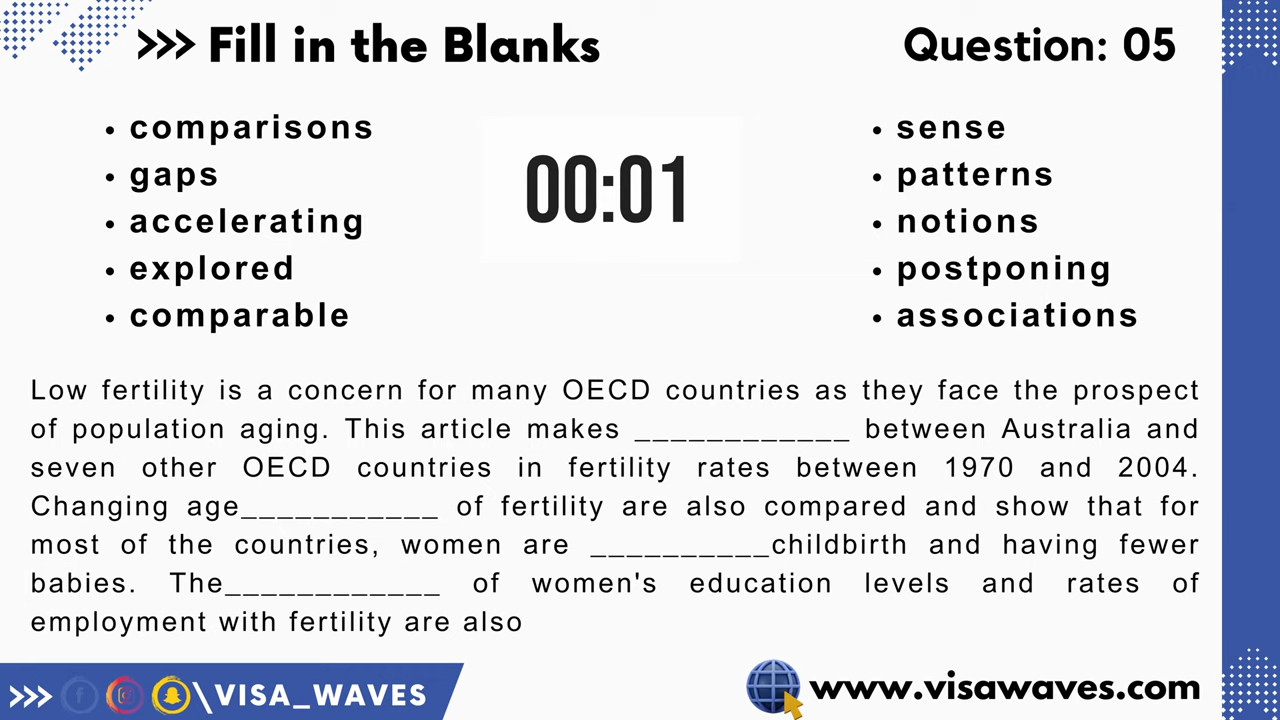 >>> Fill in the Blanks
Question: 05
• comparisons
• gaps
• accelerating
• explored
• comparable
00:01
• sense
• patterns
• notions
• postponing
• associations
Low fertility is a concern for many OECD countries as they face the prospect
of population aging. This article makes ____________ between Australia and
seven other OECD countries in fertility rates between 1970 and 2004.
Changing age___________ of fertility are also compared and show that for
most of the countries, women are __________childbirth and having fewer
babies. The____________ of women's education levels and rates of
employment with fertility are also
>>> \VISA_WAVES
www.visawaves.com